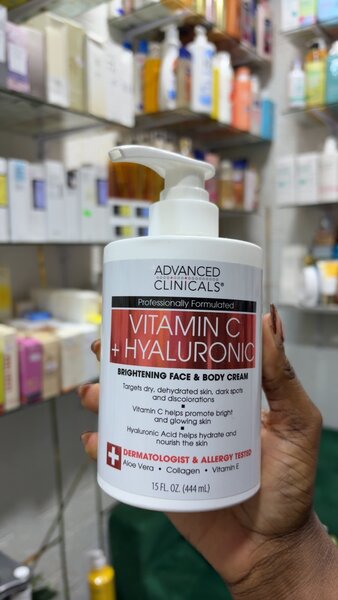 ADVANCED
CLINICALS®
Professionally Formulated
VITAMIN C
+ HYALURONIC
BRIGHTENING FACE & BODY CREAM
Targets dry, dehydrated skin, dark spots
and discolorations
Vitamin C helps promote bright
and glowing skin
Hyaluronic Acid helps hydrate and
nourish the skin
DERMATOLOGIST & ALLERGY TESTED
Aloe Vera • Collagen • Vitamin E
15 FL. OZ. (444 mL)